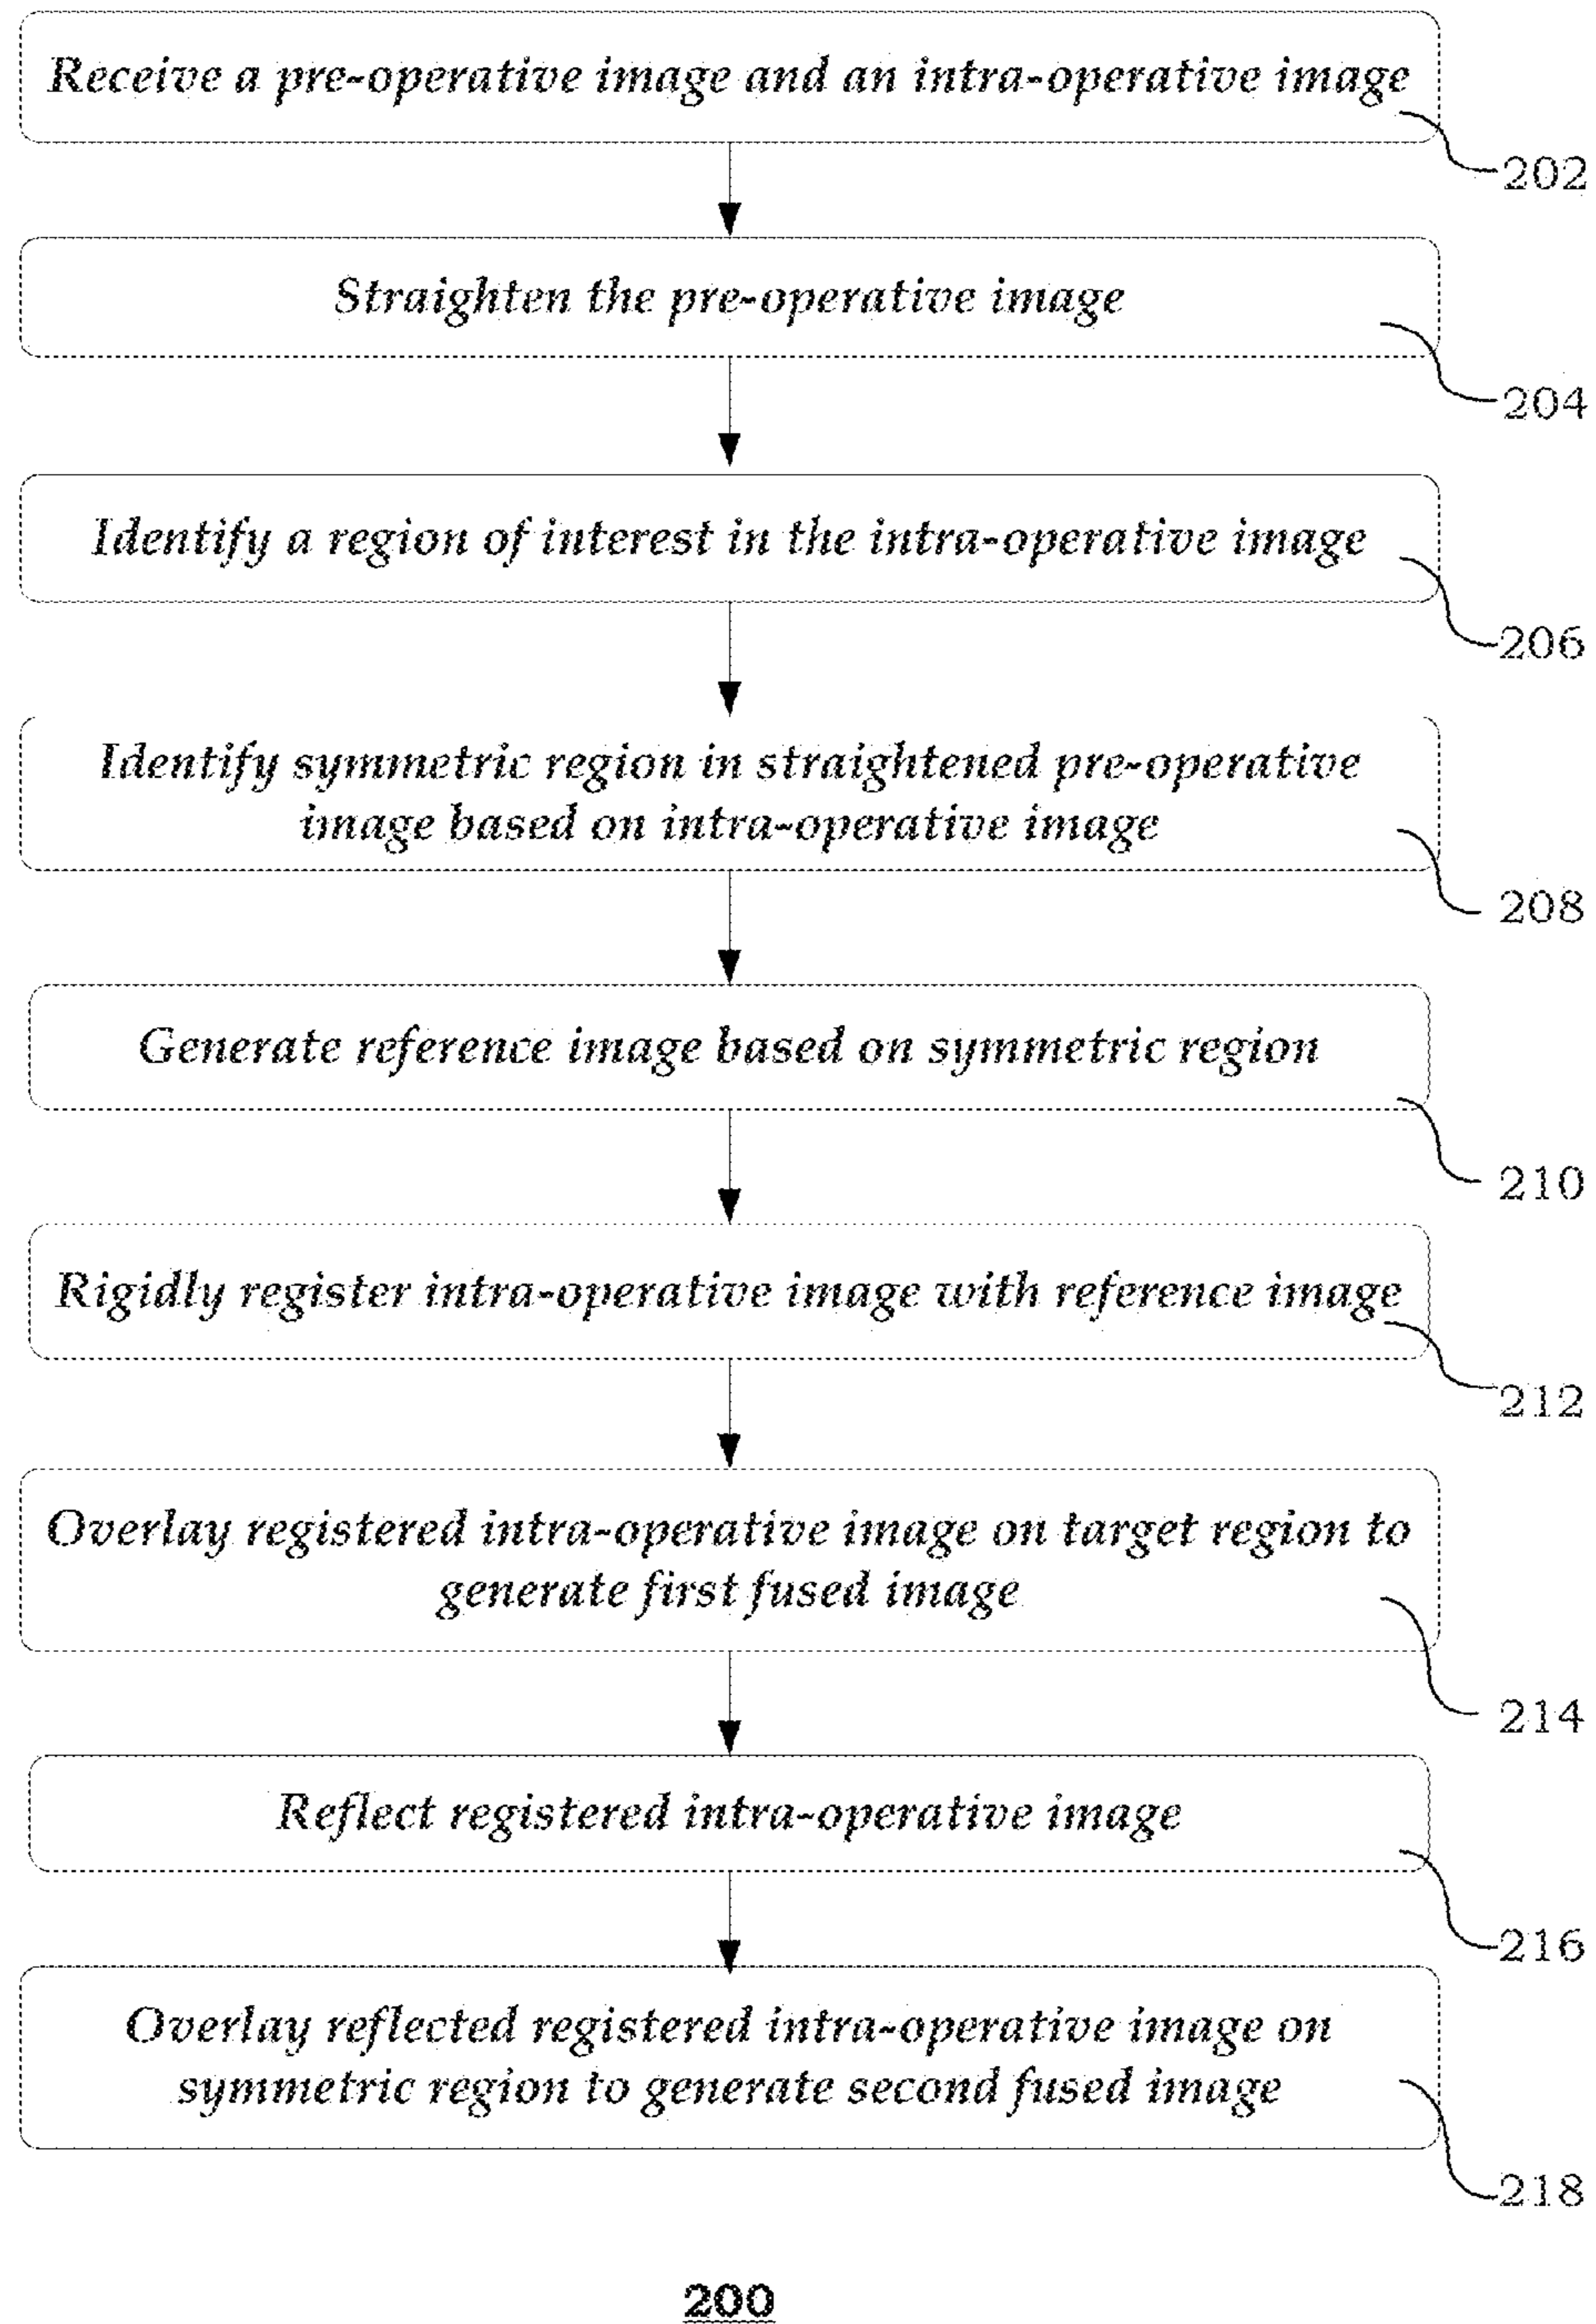 Receive a pre-operative image and an intra-operative image
202
Straighten the pre-operative image
204
Identify a region of interest in the intra-operative image
206
Identify symmetric region in straightened pre-operative
image based on intra-operative image
208
Generate reference image based on symmetric region
210
Rigidly register intra-operative image with reference image
212
Overlay registered intra-operative image on target region to
generate first fused image
214
Reflect registered intra-operative image
216
Overlay reflected registered intra-operative image on
symmetric region to generate second fused image
218
200